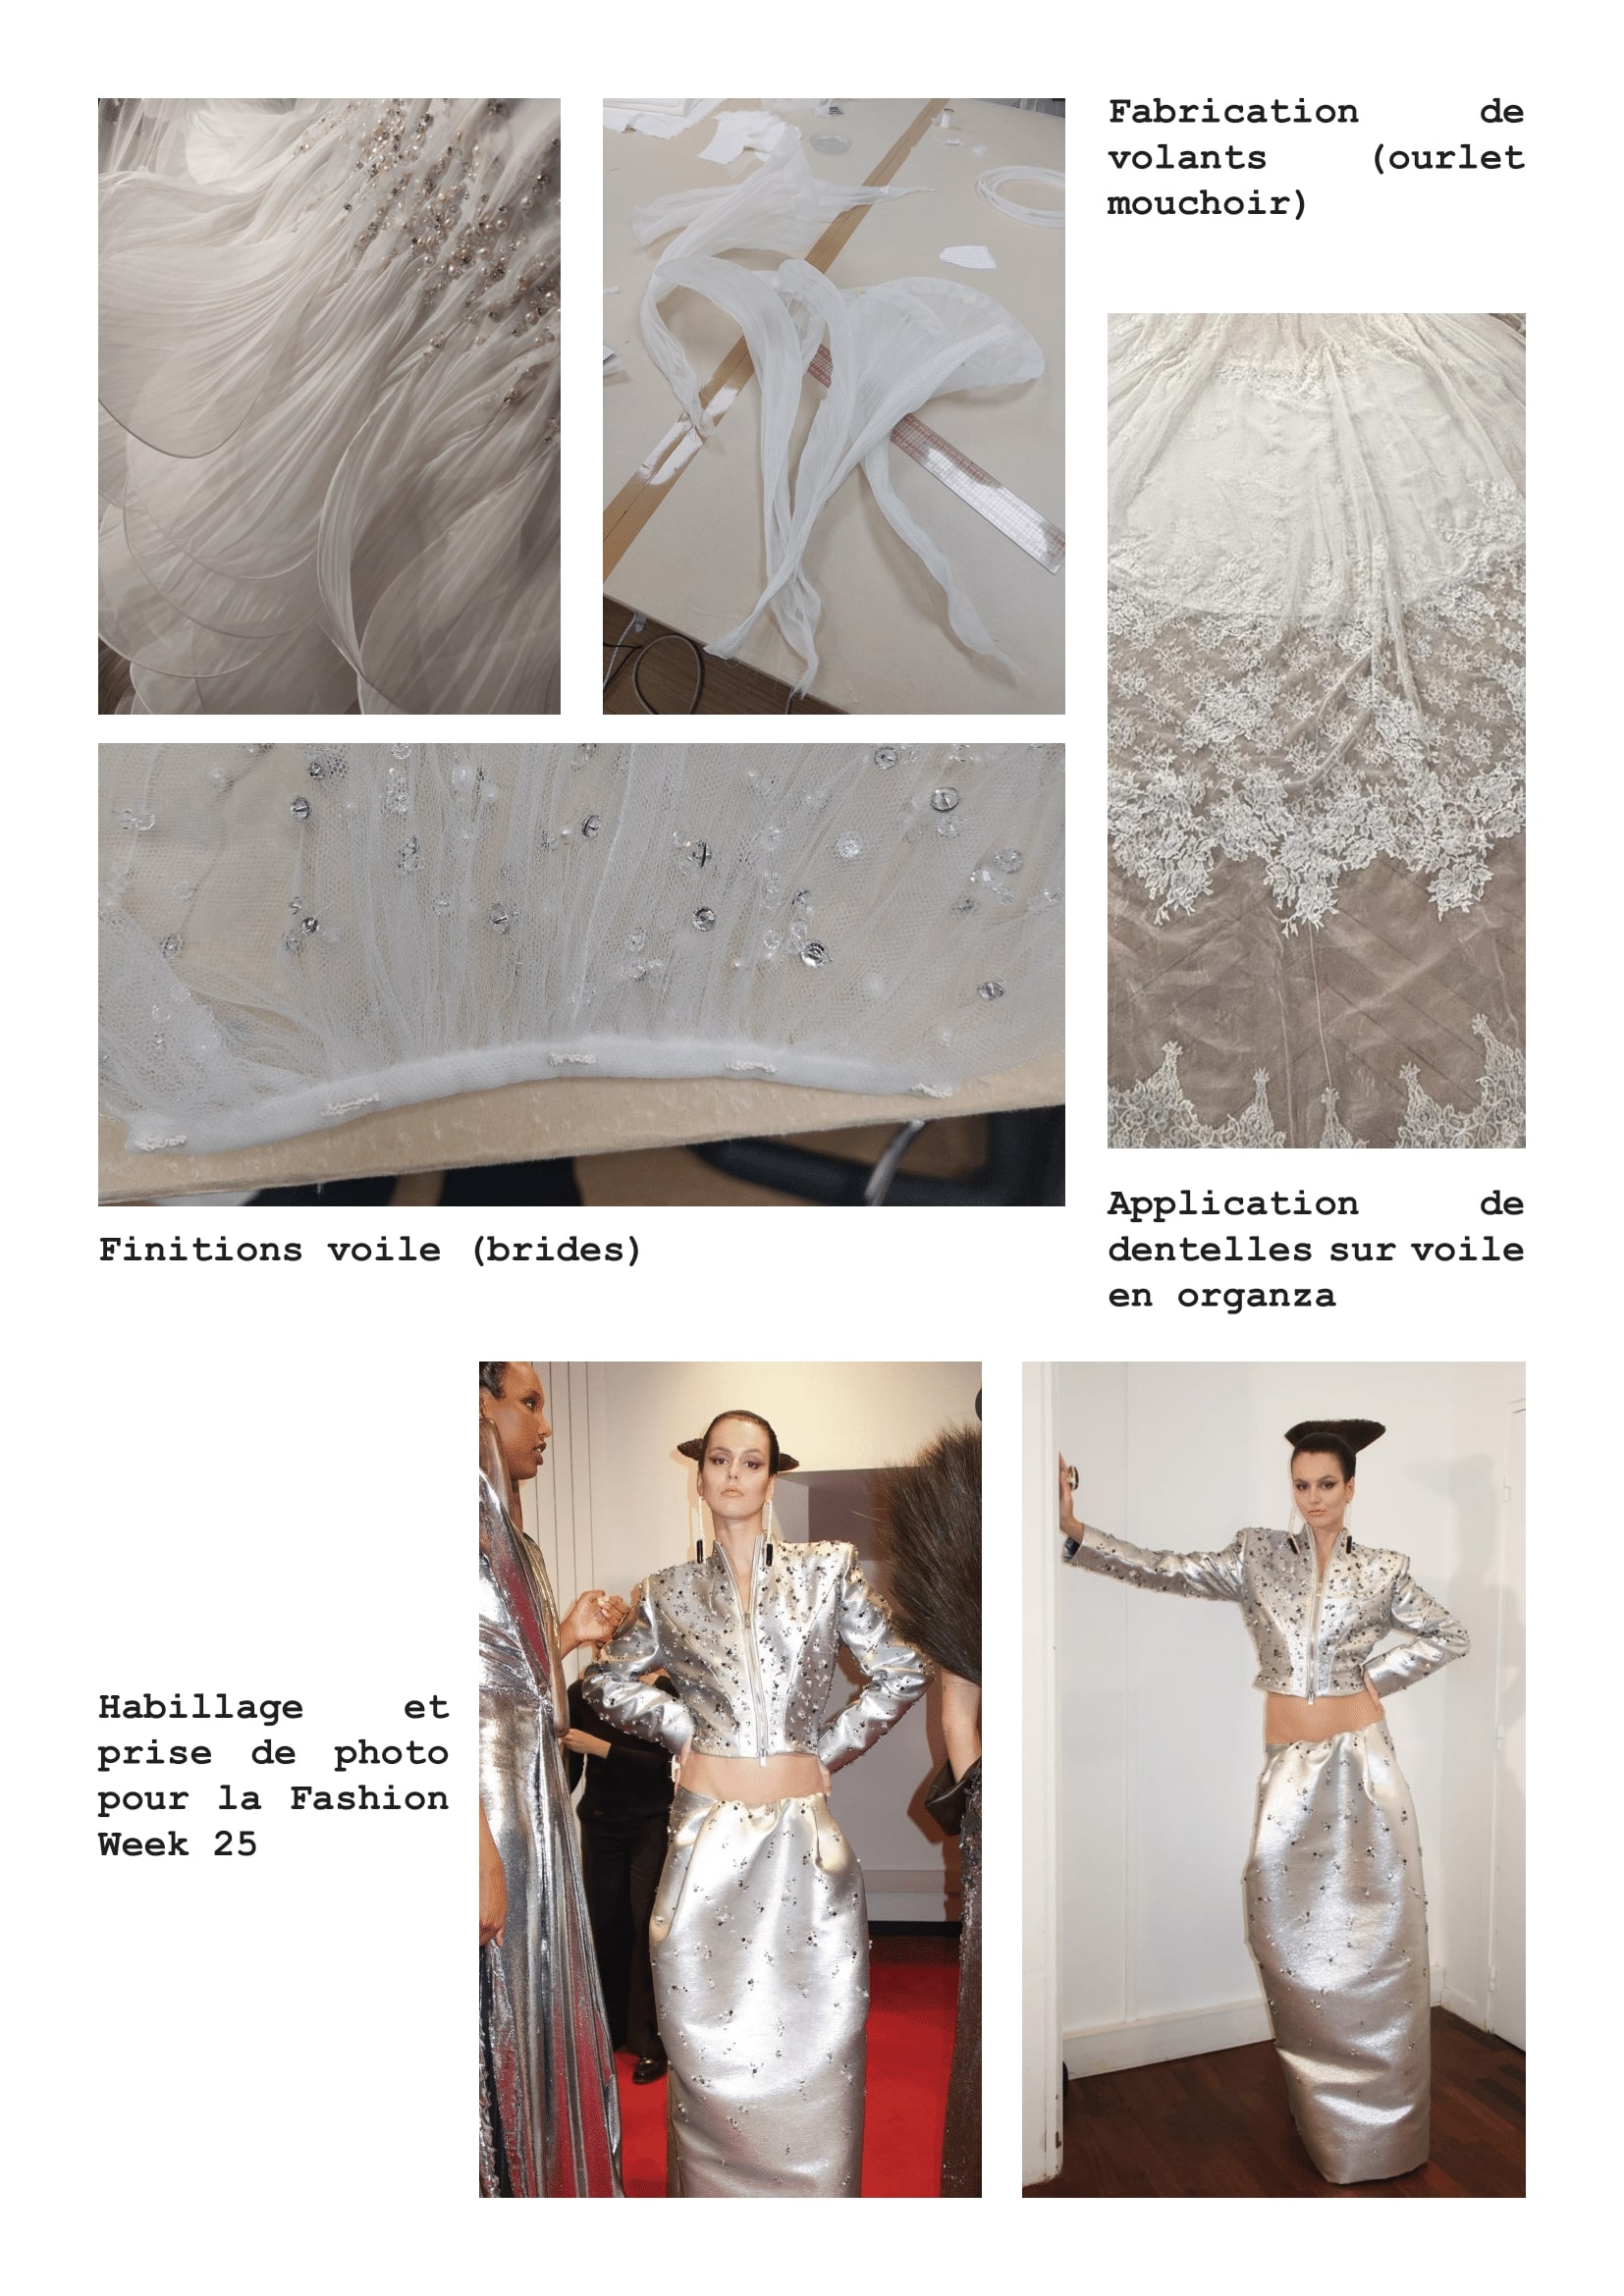 Fabrication de
volants (ourlet
mouchoir)
Finitions voile (brides)
Application de
dentelles sur voile
en organza
Habillage et
prise de photo
pour la Fashion
Week 25